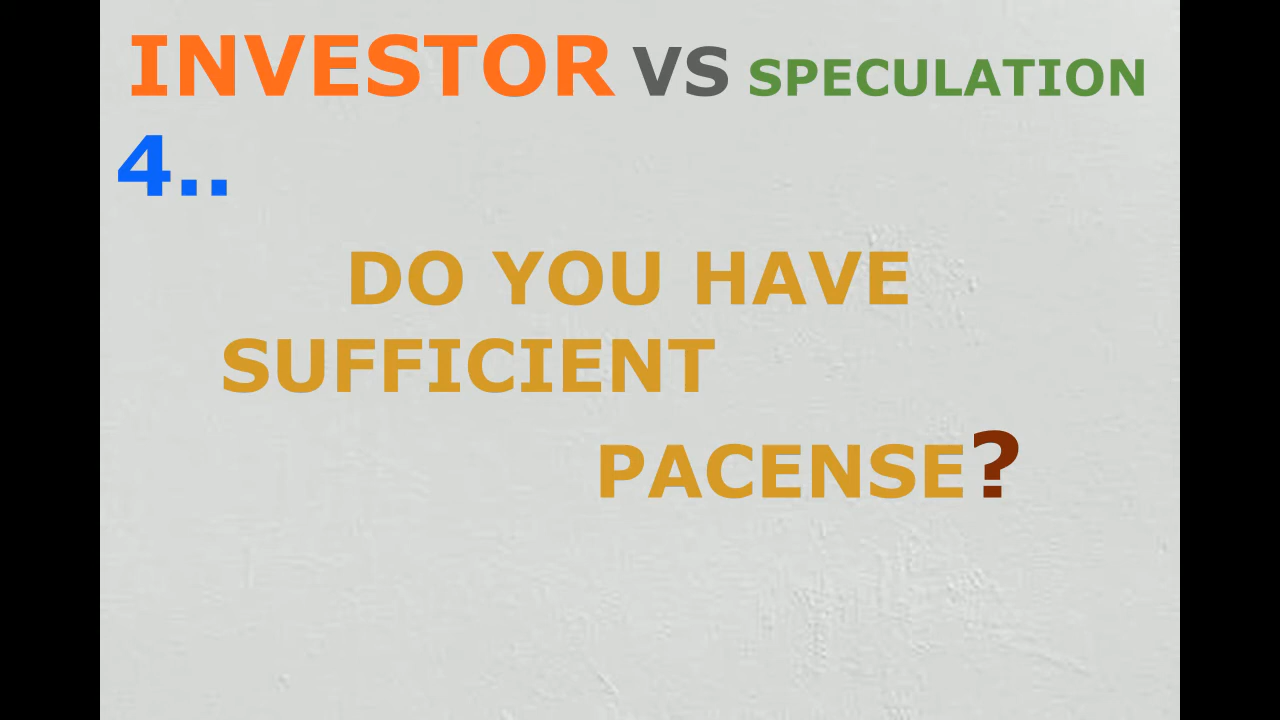 INVESTOR VS SPECULATION
4..
DO YOU HAVE
SUFFICIENT
PACENSE?